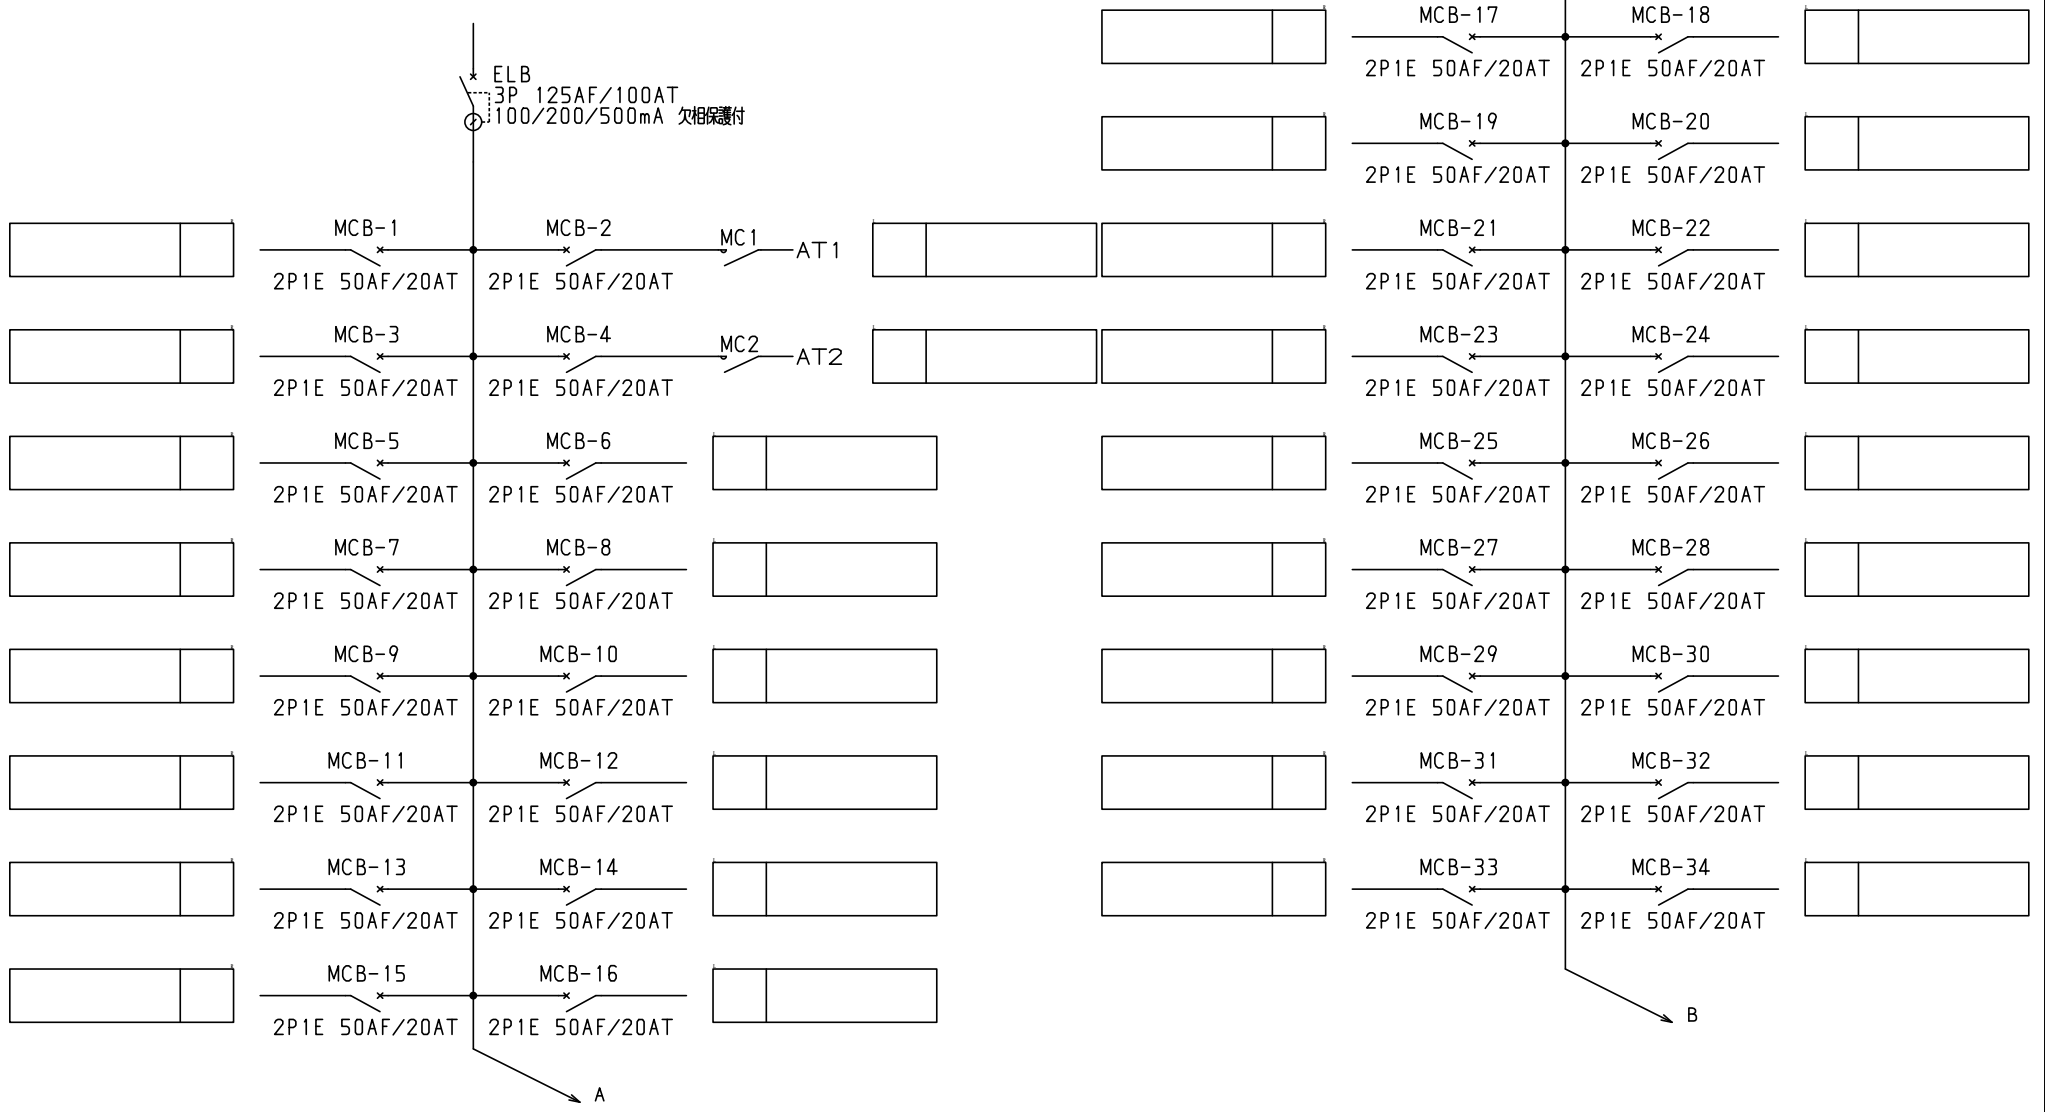 ELB
3P 125AF/100AT
100/200/500mA 欠相保護付
MCB-1 MCB-2 MC1 AT1
2P1E 50AF/20AT 2P1E 50AF/20AT
MCB-3 MCB-4 MC2 AT2
2P1E 50AF/20AT 2P1E 50AF/20AT
MCB-5 MCB-6
2P1E 50AF/20AT 2P1E 50AF/20AT
MCB-7 MCB-8
2P1E 50AF/20AT 2P1E 50AF/20AT
MCB-9 MCB-10
2P1E 50AF/20AT 2P1E 50AF/20AT
MCB-11 MCB-12
2P1E 50AF/20AT 2P1E 50AF/20AT
MCB-13 MCB-14
2P1E 50AF/20AT 2P1E 50AF/20AT
MCB-15 MCB-16
2P1E 50AF/20AT 2P1E 50AF/20AT
A
MCB-17 MCB-18
2P1E 50AF/20AT 2P1E 50AF/20AT
MCB-19 MCB-20
2P1E 50AF/20AT 2P1E 50AF/20AT
MCB-21 MCB-22
2P1E 50AF/20AT 2P1E 50AF/20AT
MCB-23 MCB-24
2P1E 50AF/20AT 2P1E 50AF/20AT
MCB-25 MCB-26
2P1E 50AF/20AT 2P1E 50AF/20AT
MCB-27 MCB-28
2P1E 50AF/20AT 2P1E 50AF/20AT
MCB-29 MCB-30
2P1E 50AF/20AT 2P1E 50AF/20AT
MCB-31 MCB-32
2P1E 50AF/20AT 2P1E 50AF/20AT
MCB-33 MCB-34
2P1E 50AF/20AT 2P1E 50AF/20AT
B